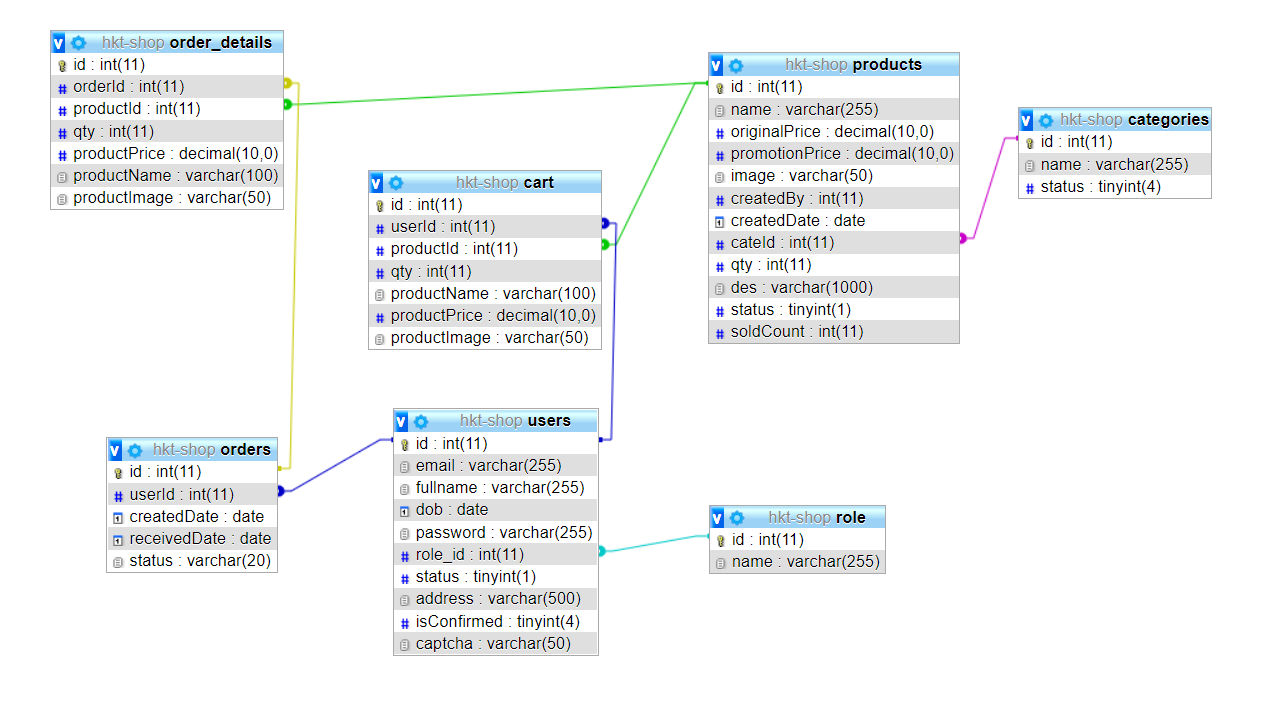 hkt-shop order_details
id : int(11)
orderId : int(11)
productId : int(11)
qty : int(11)
productPrice : decimal(10,0)
productName : varchar(100)
productImage : varchar(50)
hkt-shop cart
id : int(11)
userId : int(11)
productId : int(11)
qty : int(11)
productName : varchar(100)
productPrice : decimal(10,0)
productImage : varchar(50)
hkt-shop products
id : int(11)
name : varchar(255)
originalPrice : decimal(10,0)
promotionPrice : decimal(10,0)
image : varchar(50)
createdBy : int(11)
createdDate : date
cateId : int(11)
qty : int(11)
des : varchar(1000)
status : tinyint(1)
soldCount : int(11)
hkt-shop categories
id : int(11)
name : varchar(255)
status : tinyint(4)
hkt-shop orders
id : int(11)
userId : int(11)
createdDate : date
receivedDate : date
status : varchar(20)
hkt-shop users
id : int(11)
email : varchar(255)
fullname : varchar(255)
dob : date
password : varchar(255)
role_id : int(11)
status : tinyint(1)
address : varchar(500)
isConfirmed : tinyint(4)
captcha : varchar(50)
hkt-shop role
id : int(11)
name : varchar(255)